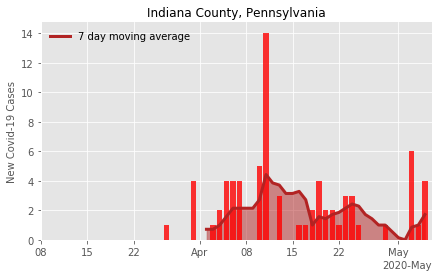 Indiana County, Pennsylvania
7 day moving average
New Covid-19 Cases
14
12
10
8
6
4
2
0
08 15 22 Apr 08 15 22 May
2020-May